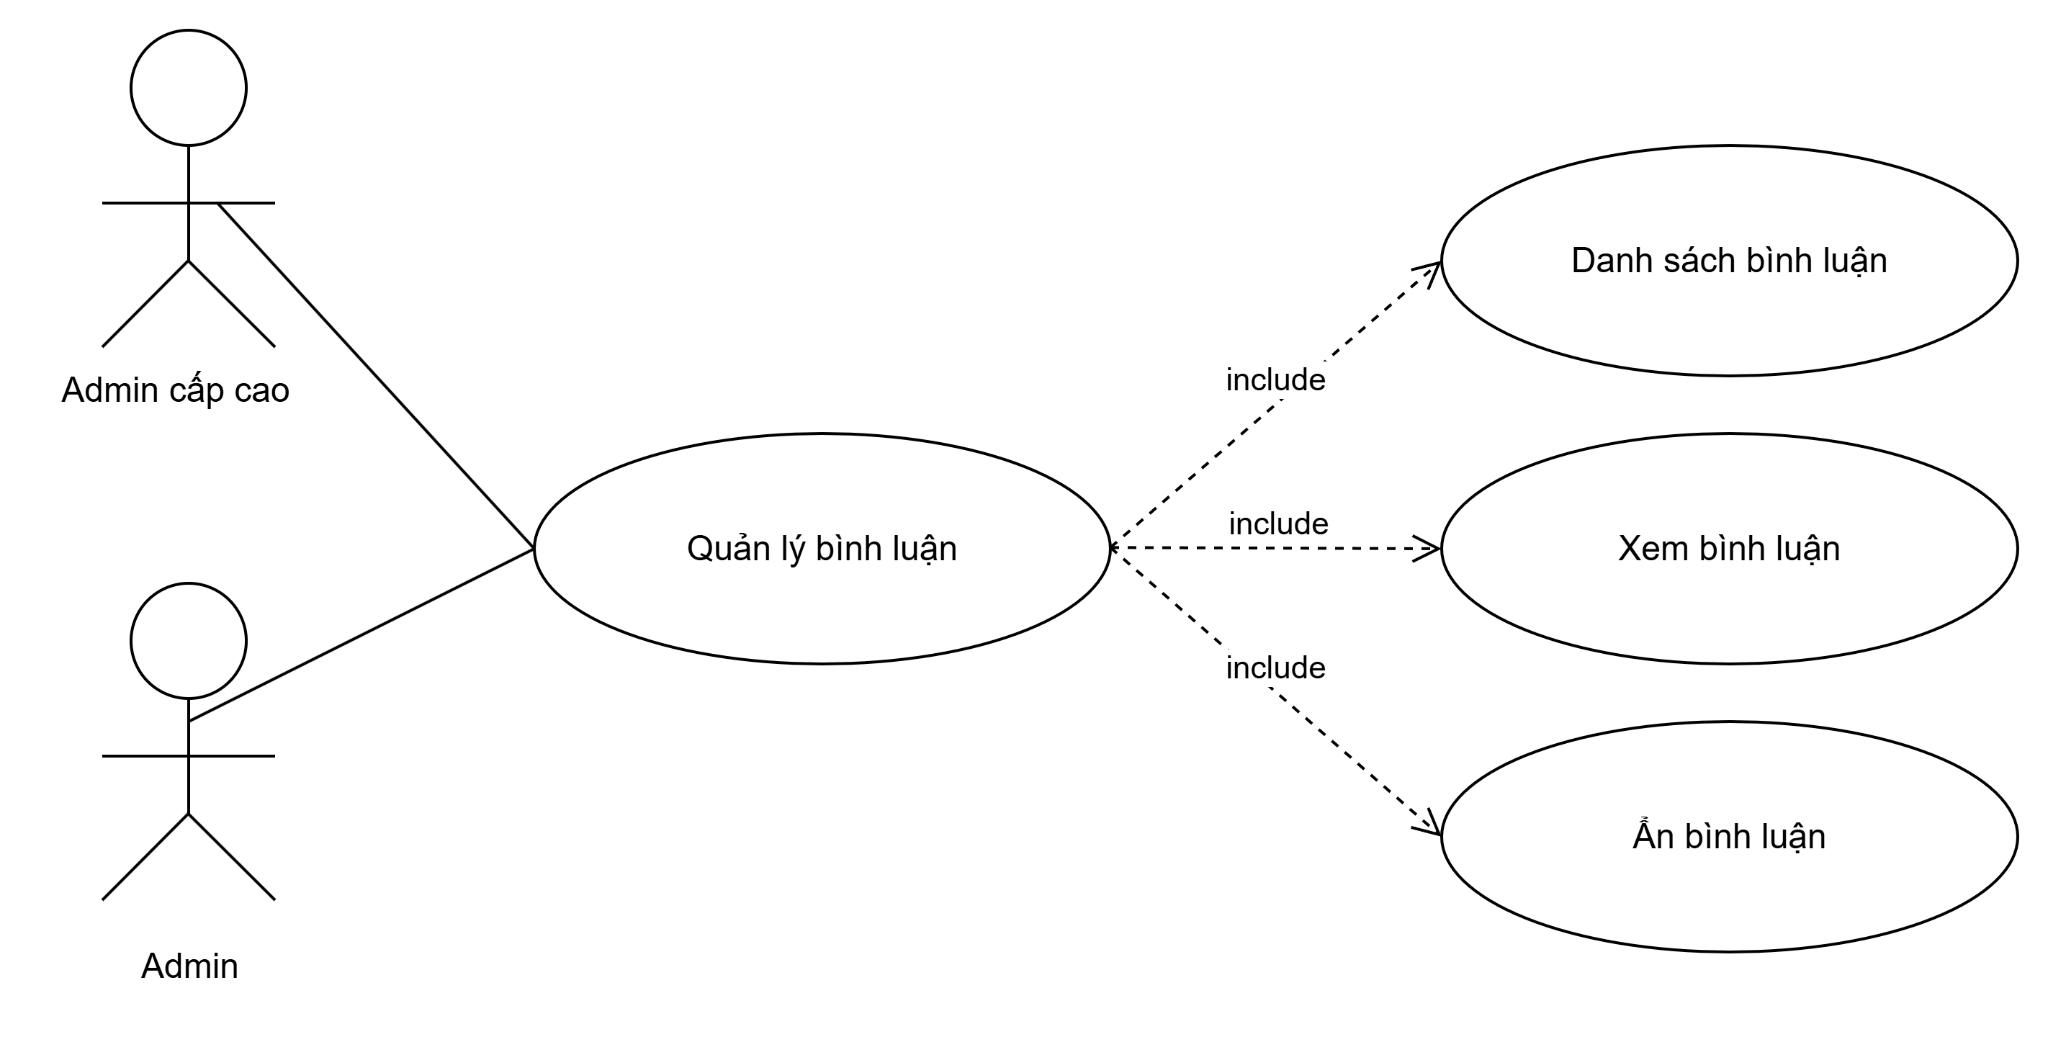 Admin cấp cao
Admin
Quản lý bình luận
include
include
include
Danh sách bình luận
Xem bình luận
Ẩn bình luận